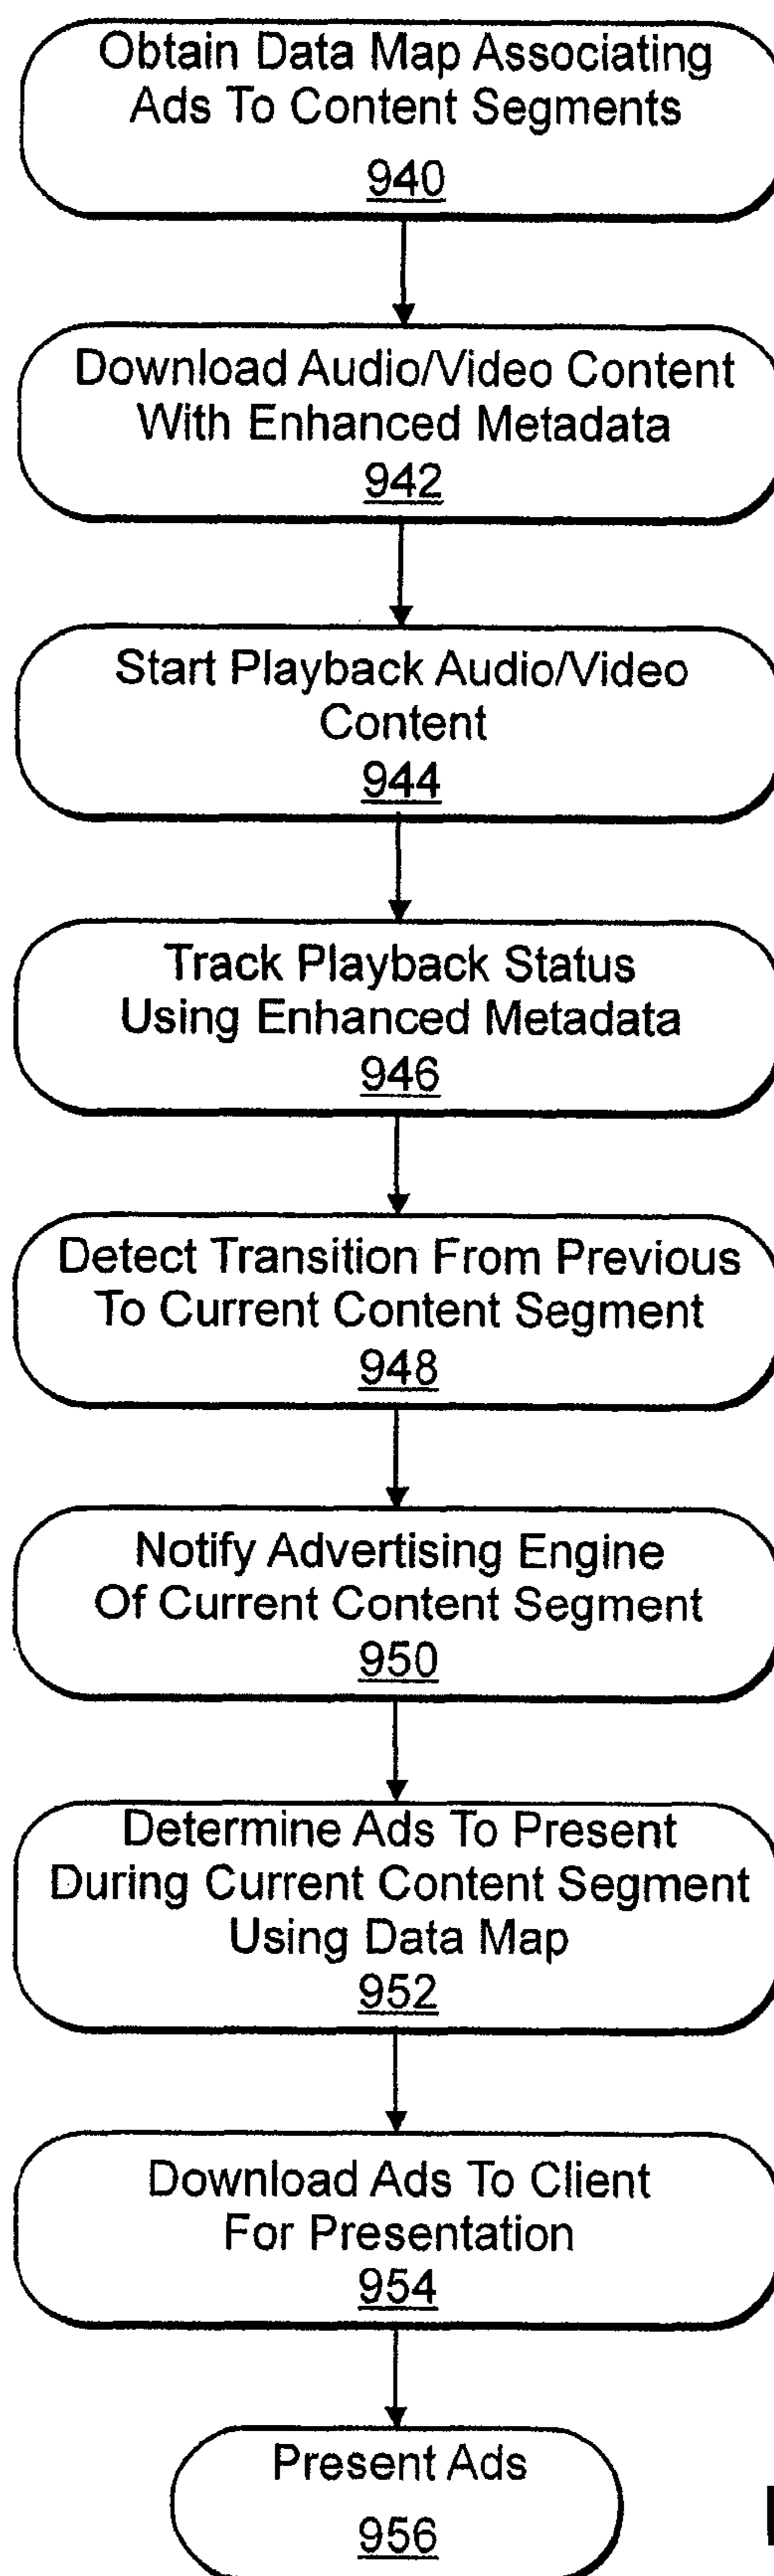 Obtain Data Map Associating
Ads To Content Segments
940
Download Audio/Video Content
With Enhanced Metadata
942
Start Playback Audio/Video
Content
944
Track Playback Status
Using Enhanced Metadata
946
Detect Transition From Previous
To Current Content Segment
948
Notify Advertising Engine
Of Current Content Segment
950
Determine Ads To Present
During Current Content Segment
Using Data Map
952
Download Ads To Client
For Presentation
954
Present Ads
956